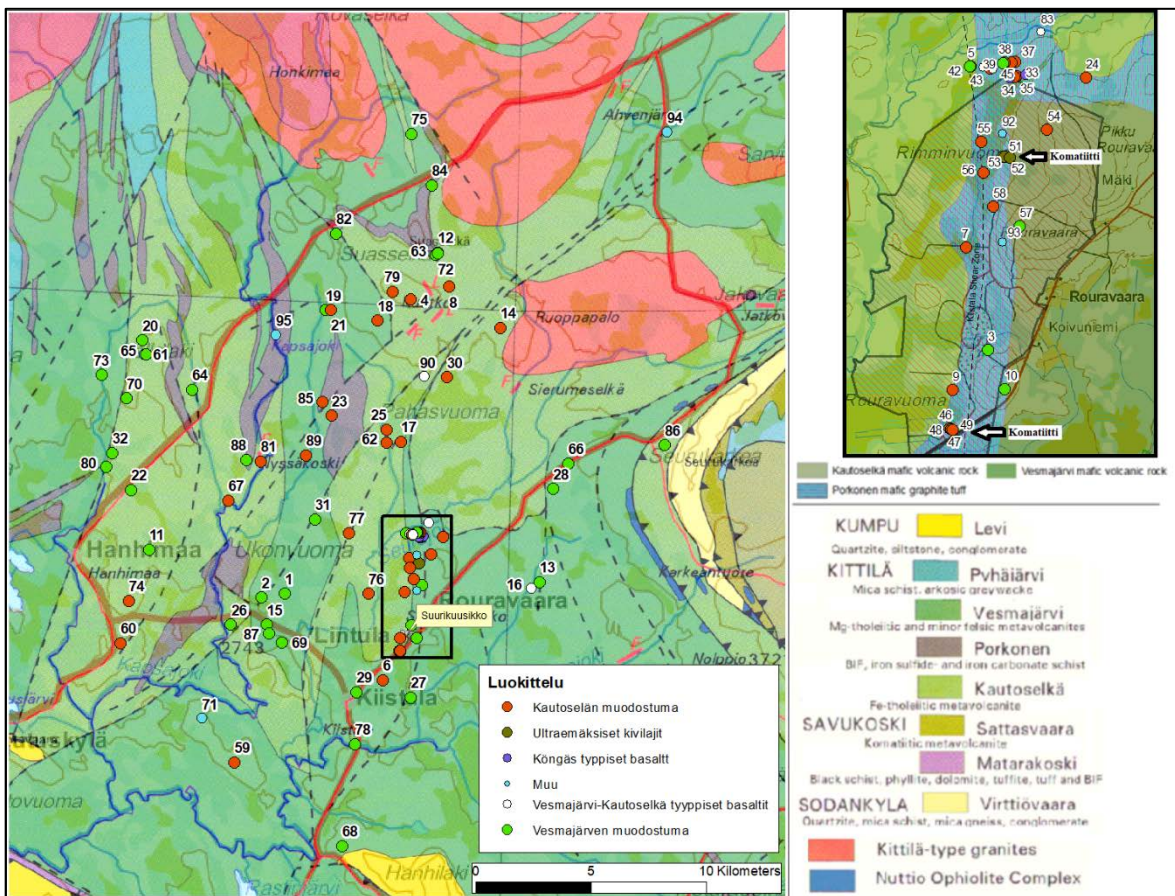 Honkimaa
Ahvenjär
75
94
84
82
12
63
Suasselkä
79
72
4
8
19
18
21
14
Ruoppapalo
20
95
Kapsajoki
65
61
73
70
64
90
30
Sierumeselkä
85
23
25
17
62
32
80
88
81
89
Nyssäkoski
66
86
28
22
67
31
77
11
Hanhimaa
Hanhimaa
Ukonvuoma
74
2
1
76
13
16
Rouravaara
Suurikuusikko
26
15
Lintula
60
87
2743
69
6
29
27
Kiistala
71
78
59
68
Hanhilaki
Luokittelu
Kautoselän muodostuma
Ultraemäksiset kivilajit
Köngäs typpiset basaltt
Muu
Vesmajärvi-Kautoselkä tyyppiset basaltit
Vesmajärven muodostuma
0 5 10 Kilometers
83
5
38
37
42
39
43
45
33
24
34
35
92
54
55
51
Pikku
Rouravaara
Rimminvuoma
53
Komatiitti
56
52
Mäki
58
57
7
93
Rouravaara
Kiistala Shear Zone
Koivuniemi
3
9
10
Rouravuoma
46
48
49
Komatiitti
47
Kautoselkä mafic volcanic rock
Vesmajärvi mafic volcanic rock
Porkonen mafic graphite tuff
KUMPU Levi
Quartzite, siltstone, conglomerate
KITTILÄ Pyhäjärvi
Mica schist, arkosic greywacke
Vesmajärvi
Mg-tholeiitic and minor felsic metavolcanites
Porkonen
BIF, iron sulfide- and iron carbonate schist
Kautoselkä
Fe-tholeiitic metavolcanite
SAVUKOSKI Sattasvaara
Komatiitic metavolcanite
Matarakoski
Black schist, phyllite, dolomite, tuffite, tuff and BIF
SODANKYLÄ Virttiövaara
Quartzite, mica schist, mica gneiss, conglomerate
Kittilä-type granites
Nuttio Ophiolite Complex